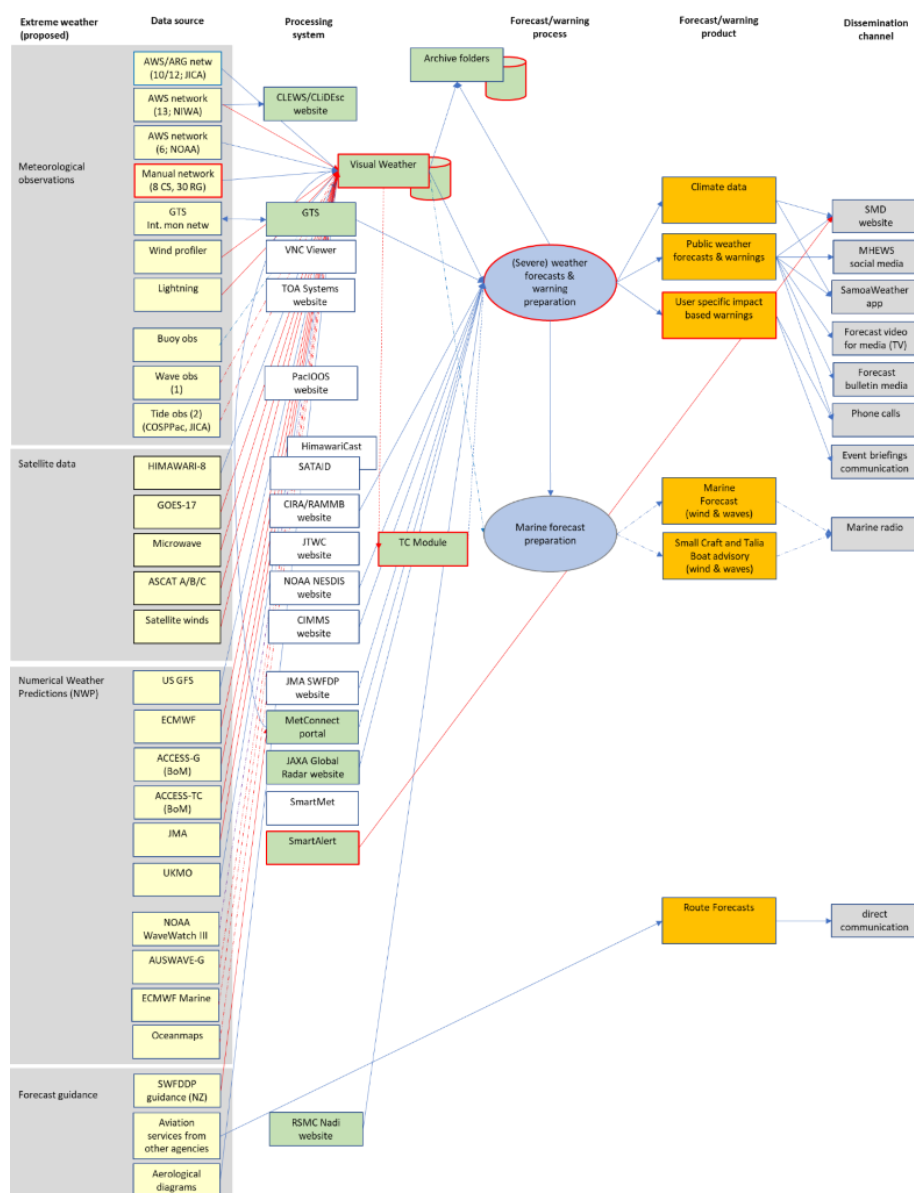 Extreme weather
(proposed)
Data source
Processing
system
Forecast/warning
process
Forecast/warning
product
Dissemination
channel
Meteorological
observations
AWS/ARG netw
(10/12; JICA)
AWS network
(13; NIWA)
AWS network
(6; NOAA)
Manual network
(8 CS, 30 RG)
GTS
Int. mon netw
Wind profiler
Lightning
Buoy obs
Wave obs
(1)
Tide obs (2)
(COSPPac, JICA)
Satellite data
HIMAWARI-8
GOES-17
Microwave
ASCAT A/B/C
Satellite winds
Numerical Weather
Predictions (NWP)
US GFS
ECMWF
ACCESS-G
(BoM)
ACCESS-TC
(BoM)
JMA
UKMO
NOAA
WaveWatch III
AUSWAVE-G
ECMWF Marine
Oceanmaps
Forecast guidance
SWFDDP
guidance (NZ)
Aviation
services from
other agencies
Aerological
diagrams
CLEWS/CLiDEsc
website
GTS
VNC Viewer
TOA Systems
website
PacIOOS
website
HimawariCast
SATAID
CIRA/RAMMB
website
JTWC
website
NOAA NESDIS
website
CIMMS
website
JMA SWFDP
website
MetConnect
portal
JAXA Global
Radar website
SmartMet
SmartAlert
RSMC Nadi
website
Visual Weather
TC Module
Archive folders
(Severe) weather
forecasts &
warning
preparation
Marine forecast
preparation
Climate data
Public weather
forecasts & warnings
User specific impact
based warnings
Marine
Forecast
(wind & waves)
Small Craft and Talia
Boat advisory
(wind & waves)
Route Forecasts
SMD
website
MHEWS
social media
SamoaWeather
app
Forecast video
for media (TV)
Forecast
bulletin media
Phone calls
Event briefings
communication
Marine radio
direct
communication